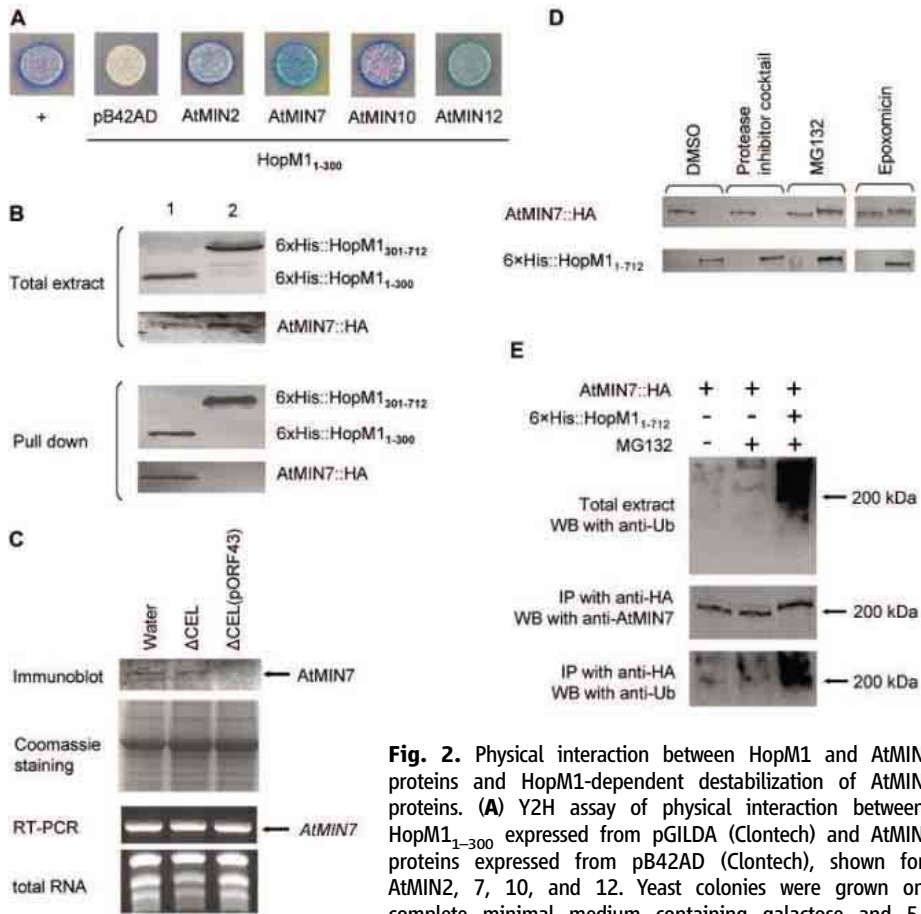 A
+ pB42AD AtMIN2 AtMIN7 AtMIN10 AtMIN12
HopM1₁₋₃₀₀
B
1 2
Total extract
6xHis::HopM1₃₀₁₋₇₁₂
6xHis::HopM1₁₋₃₀₀
AtMIN7::HA
Pull down
6xHis::HopM1₃₀₁₋₇₁₂
6xHis::HopM1₁₋₃₀₀
AtMIN7::HA
C
Water ΔCEL ΔCEL(pORF43)
Immunoblot AtMIN7
Coomassie
staining
RT-PCR AtMIN7
total RNA
D
DMSO Protease inhibitor cocktail MG132 Epoxomicin
AtMIN7::HA
6×His::HopM1₁₋₇₁₂
E
AtMIN7::HA + + +
6×His::HopM1₁₋₇₁₂ - - +
MG132 - + +
Total extract
WB with anti-Ub
200 kDa
IP with anti-HA
WB with anti-AtMIN7
200 kDa
IP with anti-HA
WB with anti-Ub
200 kDa
Fig. 2. Physical interaction between HopM1 and AtMIN
proteins and HopM1-dependent destabilization of AtMIN
proteins. (A) Y2H assay of physical interaction between
HopM1₁₋₃₀₀ expressed from pGILDA (Clontech) and AtMIN
proteins expressed from pB42AD (Clontech), shown for
AtMIN2, 7, 10, and 12. Yeast colonies were grown on
complete minimal medium containing galactose and 5-